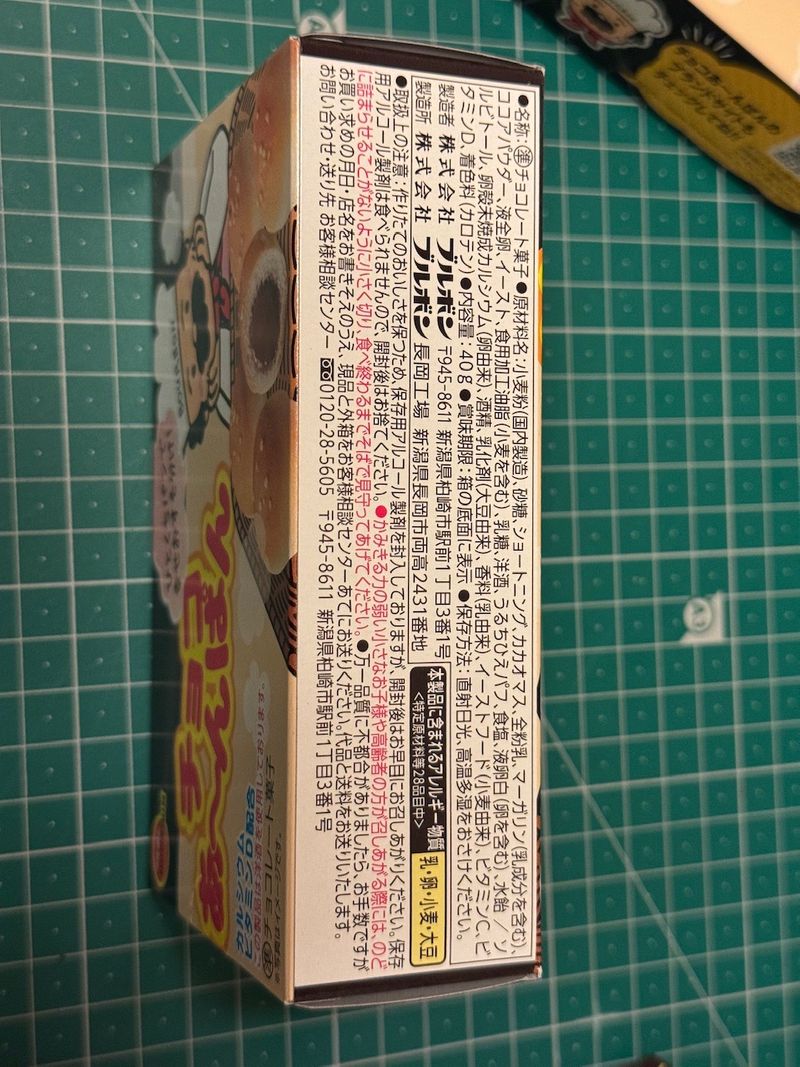 ●名称:準チョコレート菓子 ●原材料名:小麦粉(国内製造)、砂糖、ショートニング、カカオマス、全粉乳、マーガリン(乳成分を含む)、
ココアパウダー、液全卵、イースト、食用加工油脂(小麦を含む)、乳糖、洋酒、うるちひえパフ、食塩、液卵白(卵を含む)、水飴/ソ
ルビトール、卵殻未焼成カルシウム(卵由来)、酒精、乳化剤(大豆由来)、香料(乳由来)、イーストフード(小麦由来)、ビタミンC、ビ
タミンD、着色料(カロテン) ●内容量:40g ●賞味期限:箱の底面に表示 ●保存方法:直射日光、高温多湿をおさけください。
製造者 株式会社 ブルボン 〒945-8611 新潟県柏崎市駅前1丁目3番1号
製造所 株式会社 ブルボン 長岡工場 新潟県長岡市両高2431番地
本製品に含まれるアレルギー物質
<特定原材料等28品目中>
乳・卵・小麦・大豆
●取扱上の注意:作りたてのおいしさを保つため、保存用アルコール製剤を封入しておりますが、開封後はお早目にお召しあがりください。保存
用アルコール製剤は食べられませんので、開封後はお捨てください。●かみきる力の弱い小さなお子様や高齢者の方が召しあがる際には、のど
に詰まらせることがないように小さく切り、食べ終わるまでそばで見守ってあげてください。●万一品質に不都合がありましたら、お手数ですが
お買い求めの月日・店名をお書きそえのうえ、現品と外箱をお客様相談センターあてにお送りください。代品と送料をお送りいたします。
お問い合わせ・送り先 お客様相談センター 0120-28-5605 〒945-8611 新潟県柏崎市駅前1丁目3番1号